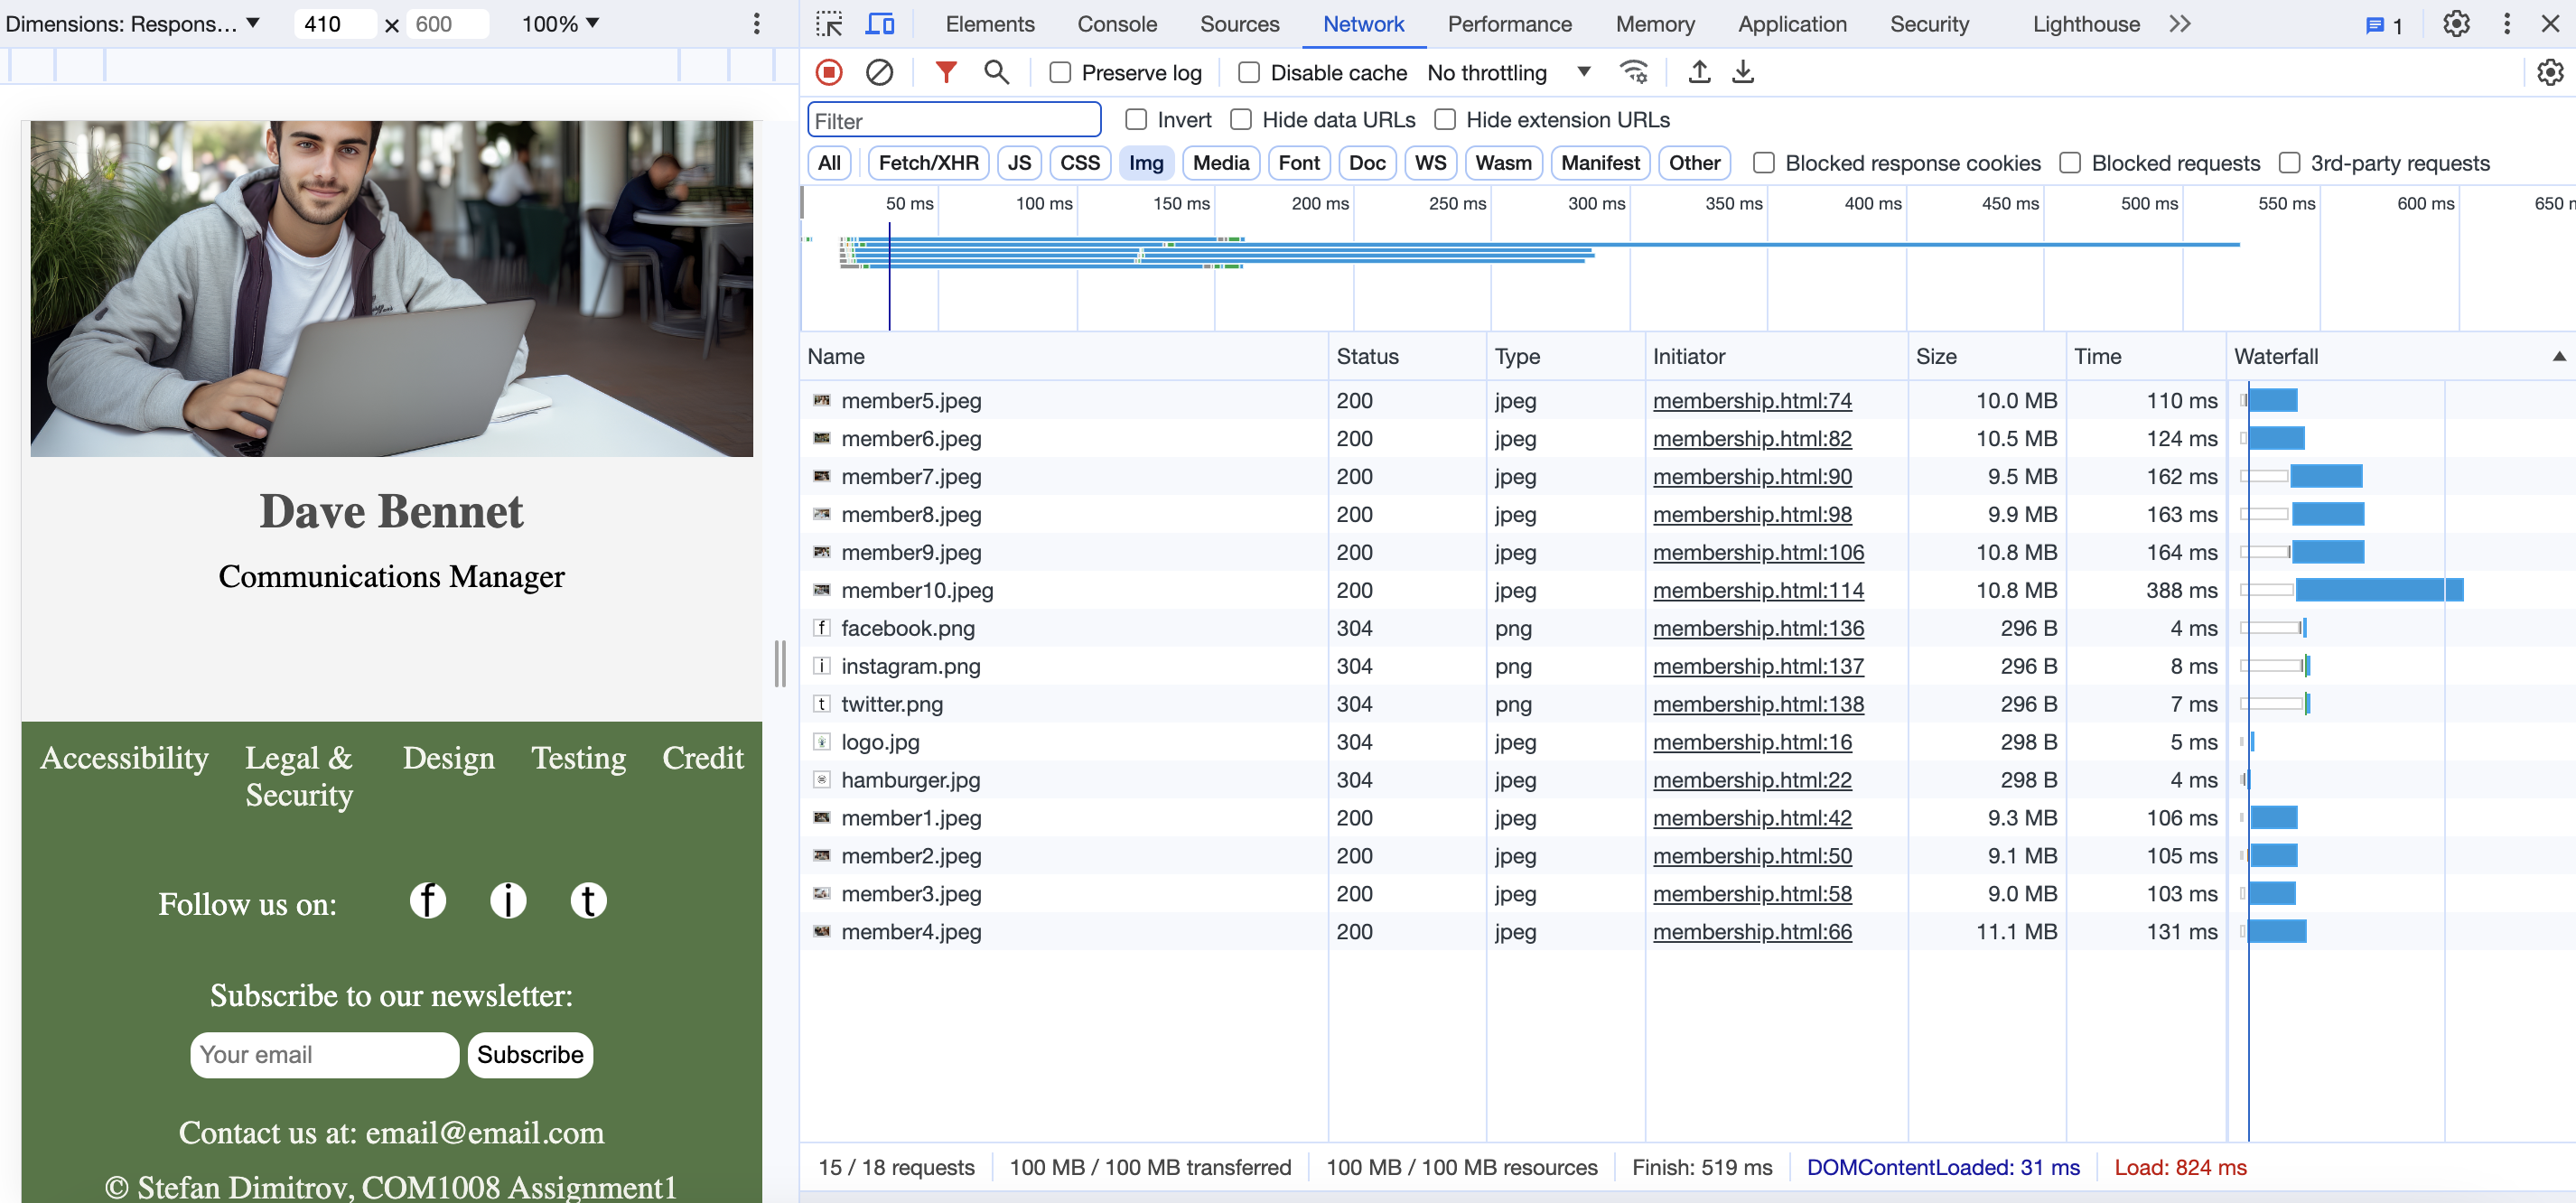 Dimensions: Respons... 410 × 600 100%
Elements Console Sources Network Performance Memory Application Security Lighthouse 1
Preserve log Disable cache No throttling
Filter Invert Hide data URLs Hide extension URLs
All Fetch/XHR JS CSS Img Media Font Doc WS Wasm Manifest Other Blocked response cookies Blocked requests 3rd-party requests
50 ms 100 ms 150 ms 200 ms 250 ms 300 ms 350 ms 400 ms 450 ms 500 ms 550 ms 600 ms 650 m
Name Status Type Initiator Size Time Waterfall
member5.jpeg 200 jpeg membership.html:74 10.0 MB 110 ms
member6.jpeg 200 jpeg membership.html:82 10.5 MB 124 ms
member7.jpeg 200 jpeg membership.html:90 9.5 MB 162 ms
member8.jpeg 200 jpeg membership.html:98 9.9 MB 163 ms
member9.jpeg 200 jpeg membership.html:106 10.8 MB 164 ms
member10.jpeg 200 jpeg membership.html:114 10.8 MB 388 ms
f facebook.png 304 png membership.html:136 296 B 4 ms
i instagram.png 304 png membership.html:137 296 B 8 ms
t twitter.png 304 png membership.html:138 296 B 7 ms
logo.jpg 304 jpeg membership.html:16 298 B 5 ms
hamburger.jpg 304 jpeg membership.html:22 298 B 4 ms
member1.jpeg 200 jpeg membership.html:42 9.3 MB 106 ms
member2.jpeg 200 jpeg membership.html:50 9.1 MB 105 ms
member3.jpeg 200 jpeg membership.html:58 9.0 MB 103 ms
member4.jpeg 200 jpeg membership.html:66 11.1 MB 131 ms
15 / 18 requests 100 MB / 100 MB transferred 100 MB / 100 MB resources Finish: 519 ms DOMContentLoaded: 31 ms Load: 824 ms
Dave Bennet
Communications Manager
Accessibility Legal & Design Testing Credit
Security
Follow us on: f i t
Subscribe to our newsletter:
Your email Subscribe
Contact us at: email@email.com
© Stefan Dimitrov, COM1008 Assignment1